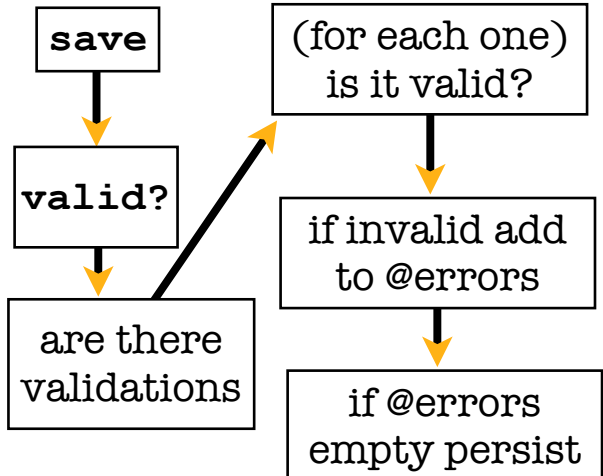 save
valid?
are there
validations
(for each one)
is it valid?
if invalid add
to @errors
if @errors
empty persist